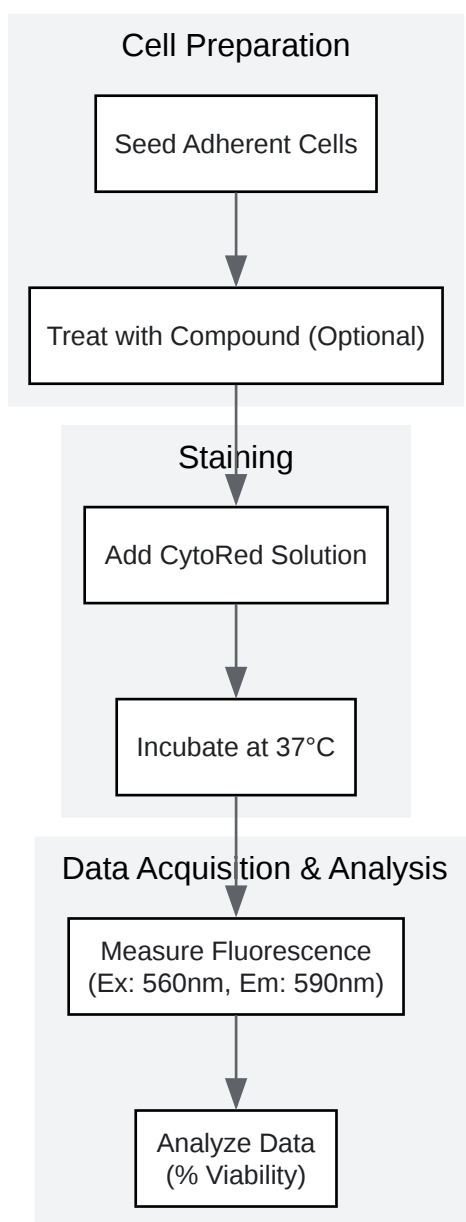 Cell Preparation
Seed Adherent Cells
Treat with Compound (Optional)
Staining
Add CytoRed Solution
Incubate at 37°C
Data Acquisition & Analysis
Measure Fluorescence
(Ex: 560nm, Em: 590nm)
Analyze Data
(% Viability)